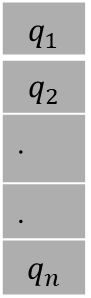 q₁
q₂
.
.
qₙ